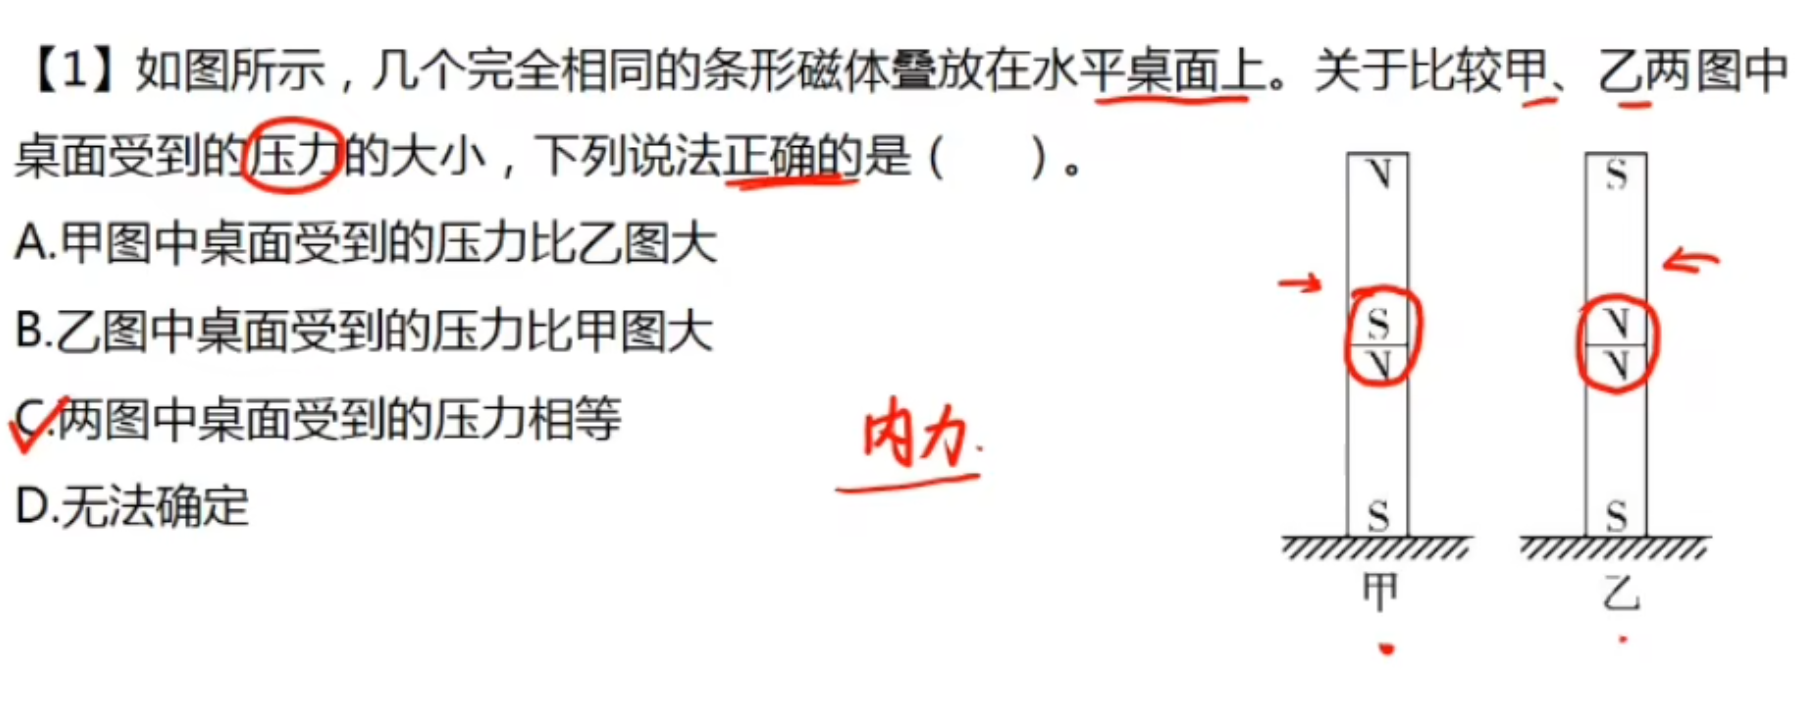 【1】如图所示，几个完全相同的条形磁体叠放在水平桌面上。关于比较甲、乙两图中
桌面受到的压力的大小，下列说法正确的是（　　）。
A.甲图中桌面受到的压力比乙图大
B.乙图中桌面受到的压力比甲图大
C.两图中桌面受到的压力相等
D.无法确定
内力.
N
S
N
S
甲
S
N
N
S
乙